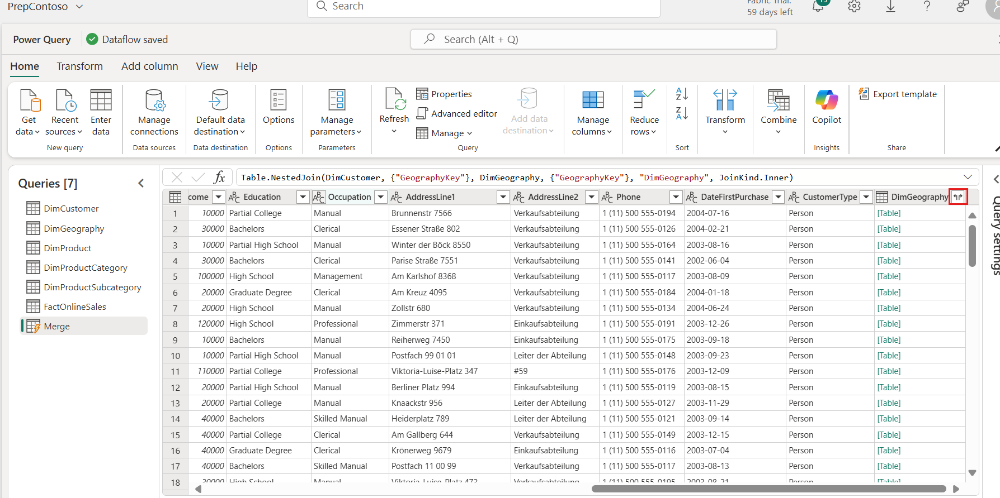 PrepContoso
Search
Fabric Trial:
59 days left
Power Query
Dataflow saved
Search (Alt + Q)
Home Transform Add column View Help
Get data
Recent sources
Enter data
New query
Manage connections
Data sources
Default data destination
Data destination
Options
Options
Manage parameters
Parameters
Refresh
Properties
Advanced editor
Manage
Add data destination
Query
Manage columns
Reduce rows
Sort
Transform
Combine
Copilot
Insights
Export template
Share
Queries [7]
DimCustomer
DimGeography
DimProduct
DimProductCategory
DimProductSubcategory
FactOnlineSales
Merge
fx Table.NestedJoin(DimCustomer, {"GeographyKey"}, DimGeography, {"GeographyKey"}, "DimGeography", JoinKind.Inner)
come Education Occupation AddressLine1 AddressLine2 Phone DateFirstPurchase CustomerType DimGeography
1 10000 Partial College Manual Brunnenstr 7566 Verkaufsabteilung 1 (11) 500 555-0194 2004-07-16 Person [Table]
2 30000 Bachelors Clerical Essener Straße 802 Verkaufsabteilung 1 (11) 500 555-0126 2004-02-21 Person [Table]
3 10000 Partial High School Manual Winter der Böck 8550 Verkaufsabteilung 1 (11) 500 555-0164 2003-08-16 Person [Table]
4 30000 Bachelors Clerical Parise Straße 7551 Verkaufsabteilung 1 (11) 500 555-0141 2002-06-04 Person [Table]
5 100000 High School Management Am Karlshof 8368 Verkaufsabteilung 1 (11) 500 555-0117 2003-08-09 Person [Table]
6 20000 Graduate Degree Clerical Am Kreuz 4095 Verkaufsabteilung 1 (11) 500 555-0184 2004-01-18 Person [Table]
7 20000 High School Manual Zollstr 680 Verkaufsabteilung 1 (11) 500 555-0134 2004-06-24 Person [Table]
8 120000 High School Professional Zimmerstr 371 Einkaufsabteilung 1 (11) 500 555-0191 2003-12-26 Person [Table]
9 10000 Bachelors Manual Reiherweg 7450 Einkaufsabteilung 1 (11) 500 555-0175 2003-09-18 Person [Table]
10 10000 Partial High School Manual Postfach 99 01 01 Leiter der Abteilung 1 (11) 500 555-0148 2003-09-23 Person [Table]
11 110000 Partial College Professional Viktoria-Luise-Platz 347 #59 1 (11) 500 555-0176 2003-12-09 Person [Table]
12 20000 Partial High School Manual Berliner Platz 994 Einkaufsabteilung 1 (11) 500 555-0119 2003-08-15 Person [Table]
13 20000 Partial College Manual Knaackstr 956 Leiter der Abteilung 1 (11) 500 555-0127 2003-11-29 Person [Table]
14 40000 Bachelors Skilled Manual Heiderplatz 789 Leiter der Abteilung 1 (11) 500 555-0121 2003-09-14 Person [Table]
15 40000 Partial College Clerical Am Gallberg 644 Verkaufsabteilung 1 (11) 500 555-0149 2003-12-15 Person [Table]
16 40000 Graduate Degree Clerical Krönerweg 9679 Einkaufsabteilung 1 (11) 500 555-0116 2003-07-04 Person [Table]
17 40000 Bachelors Skilled Manual Postfach 11 00 99 Verkaufsabteilung 1 (11) 500 555-0117 2003-08-13 Person [Table]
18 30000 High School Manual Viktoria-Luise-Platz 473 Verkaufsabteilung 1 (11) 500 555-0195 2003-08-21 Person [Table]
Query settings